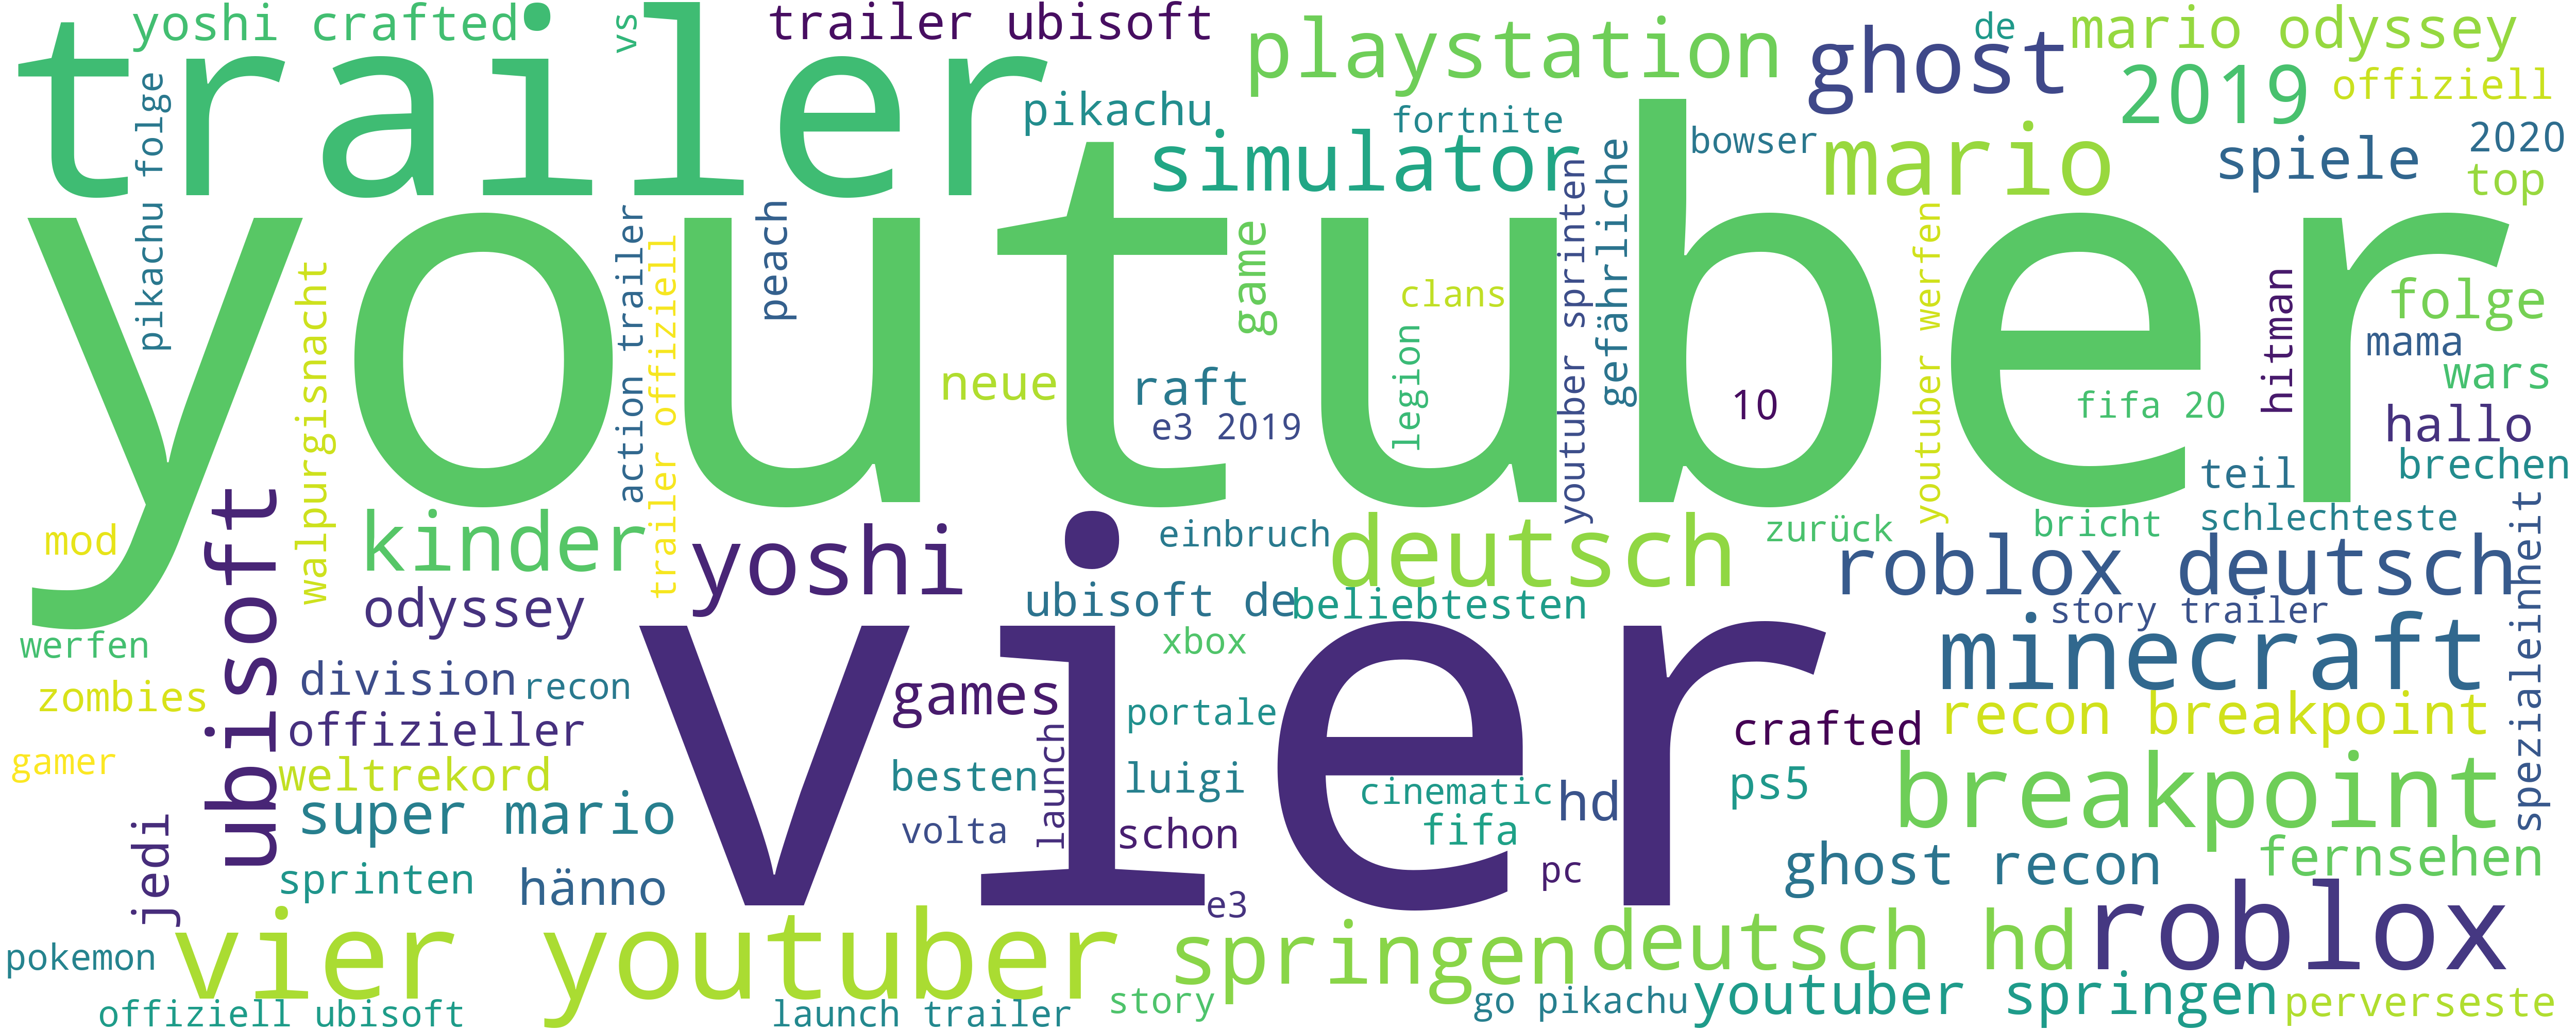 yoshi crafted
vs
trailer ubisoft
playstation
ghost
de
mario odyssey
trailer
2019
offiziell
pikachu folge
pikachu
fortnite
simulator
bowser
mario
spiele
2020
top
youtuber
walpurgisnacht
action trailer
trailer offiziell
peach
game
clans
legion
youtuber sprinten
gefährliche
youtuber werfen
hitman
folge
mama
wars
neue
raft
e3 2019
10
fifa 20
hallo
brechen
teil
mod
ubisoft
kinder
yoshi
einbruch
deutsch
zurück
bricht
schlechteste
spezialeinheit
roblox deutsch
odyssey
ubisoft de
beliebtesten
story trailer
werfen
vier
xbox
minecraft
zombies
division
recon
games
portale
crafted
recon breakpoint
offizieller
launch
gamer
weltrekord
besten
luigi
cinematic
hd
ps5
breakpoint
super mario
volta
schon
fifa
jedi
sprinten
hänno
pc
ghost recon
fernsehen
e3
vier youtuber
springen
deutsch hd
roblox
pokemon
offiziell ubisoft
launch trailer
story
go pikachu
youtuber springen
perverseste